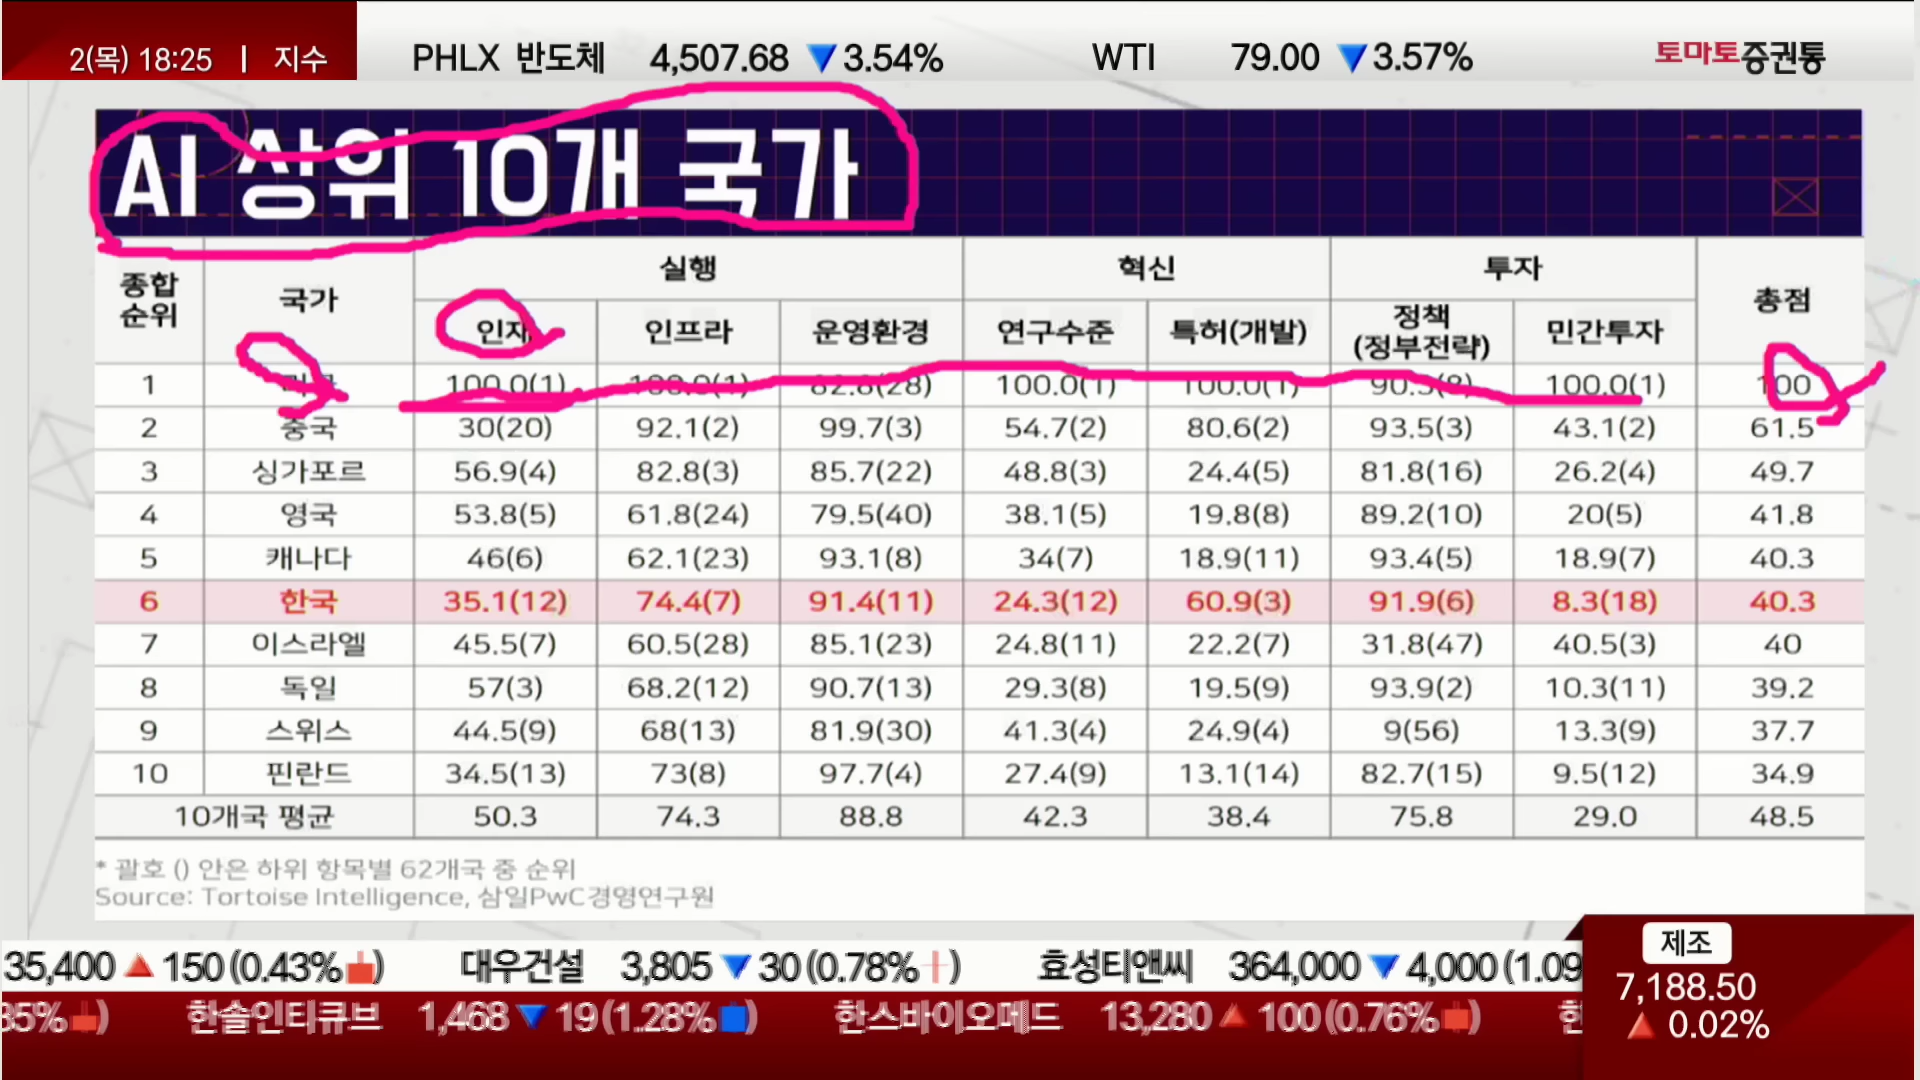 2(목) 18:25 | 지수 PHLX 반도체 4,507.68 ▼3.54% WTI 79.00 ▼3.57% 토마토증권통
AI 상위 10개 국가
종합 순위 국가 실행 혁신 투자 총점
인재 인프라 운영환경 연구수준 특허(개발) 정책 (정부전략) 민간투자
1 100.0(1) 100.0(1) 82.8(28) 100.0(1) 100.0(1) 100.0(1) 100
2 중국 30(20) 92.1(2) 99.7(3) 54.7(2) 80.6(2) 93.5(3) 43.1(2) 61.5
3 싱가포르 56.9(4) 82.8(3) 85.7(22) 48.8(3) 24.4(5) 81.8(16) 26.2(4) 49.7
4 영국 53.8(5) 61.8(24) 79.5(40) 38.1(5) 19.8(8) 89.2(10) 20(5) 41.8
5 캐나다 46(6) 62.1(23) 93.1(8) 34(7) 18.9(11) 93.4(5) 18.9(7) 40.3
6 한국 35.1(12) 74.4(7) 91.4(11) 24.3(12) 60.9(3) 91.9(6) 8.3(18) 40.3
7 이스라엘 45.5(7) 60.5(28) 85.1(23) 24.8(11) 22.2(7) 31.8(47) 40.5(3) 40
8 독일 57(3) 68.2(12) 90.7(13) 29.3(8) 19.5(9) 93.9(2) 10.3(11) 39.2
9 스위스 44.5(9) 68(13) 81.9(30) 41.3(4) 24.9(4) 9(56) 13.3(9) 37.7
10 핀란드 34.5(13) 73(8) 97.7(4) 27.4(9) 13.1(14) 82.7(15) 9.5(12) 34.9
10개국 평균 50.3 74.3 88.8 42.3 38.4 75.8 29.0 48.5
* 괄호 () 안은 하위 항목별 62개국 중 순위
Source: Tortoise Intelligence, 삼일PwC경영연구원
35,400 ▲150(0.43%) 대우건설 3,805 ▼30(0.78%) 효성티앤씨 364,000 ▼4,000(1.09
35%) 한솔인티큐브 1,468 ▼19(1.28%) 한스바이오메드 13,280 ▲100(0.76%) 한
제조
7,188.50
▲ 0.02%